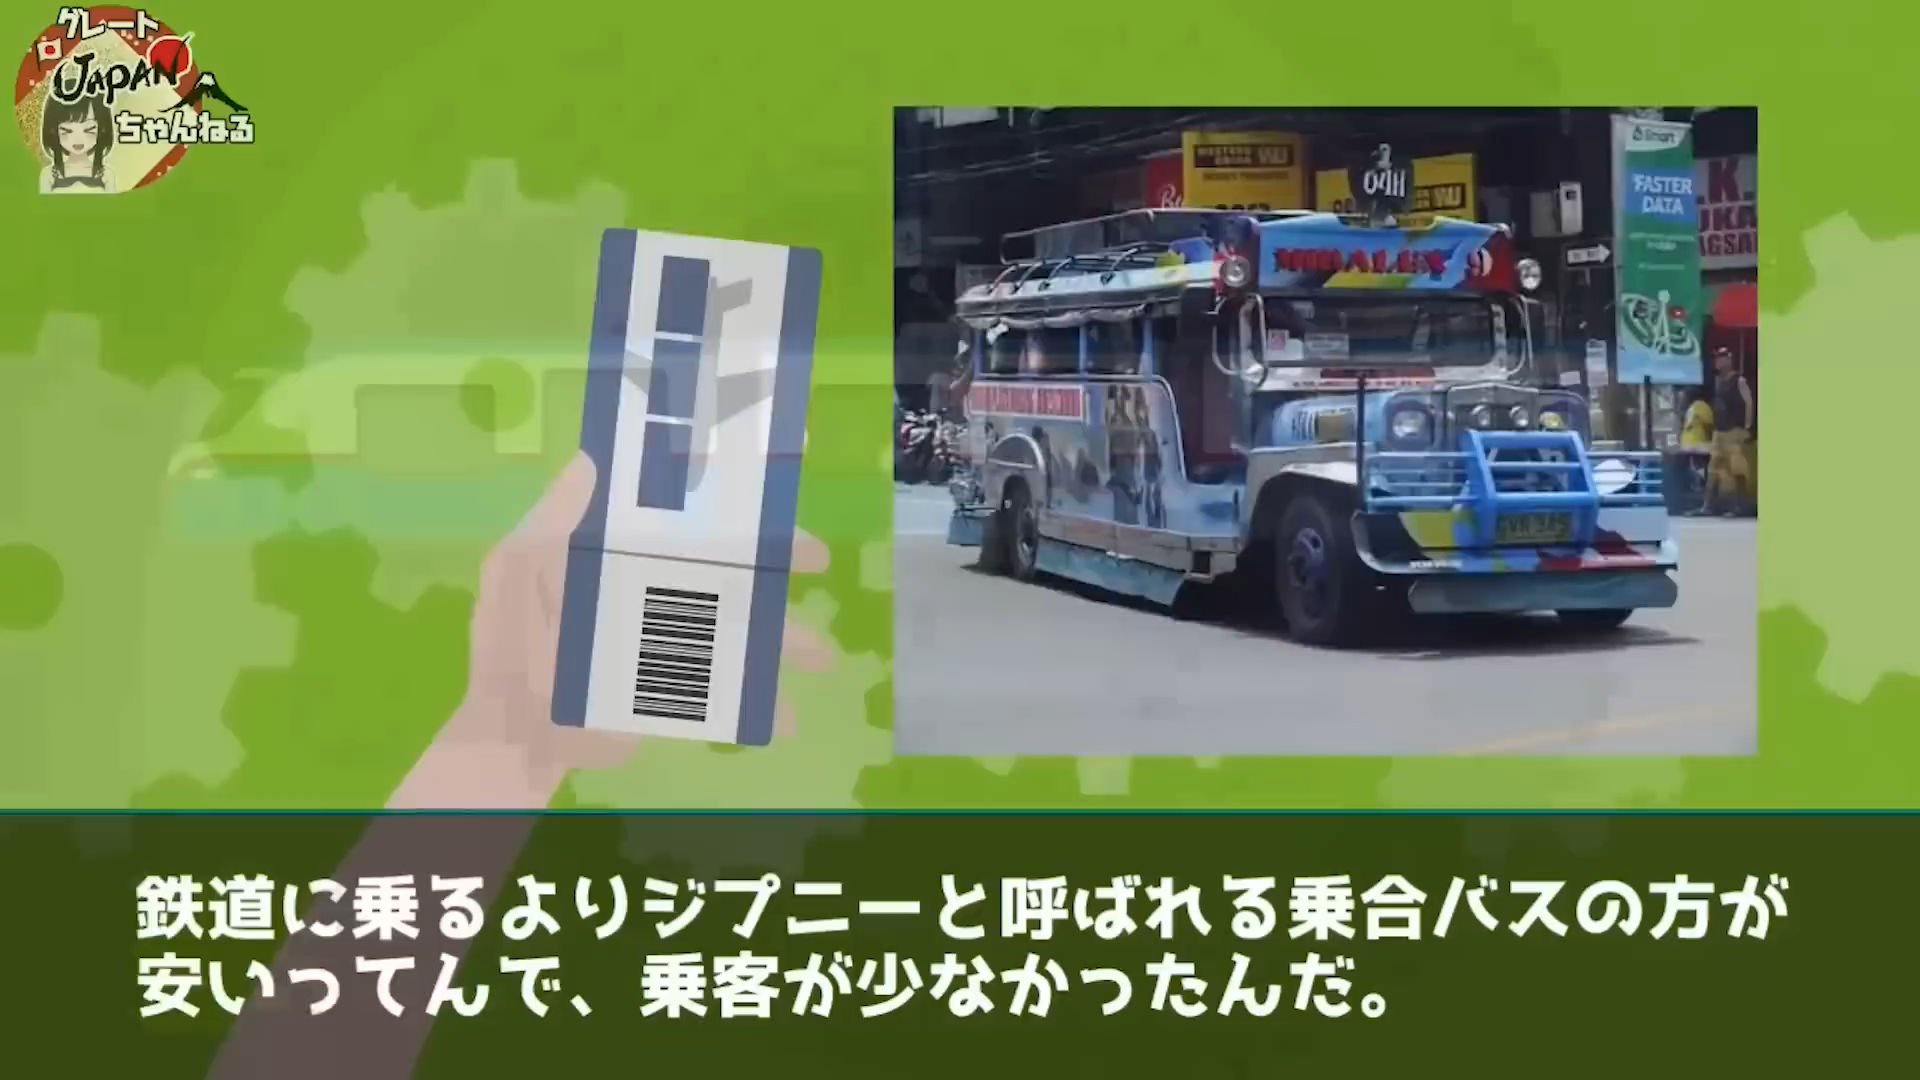 グレート
JAPAN
ちゃんねる
04H
Smart
FASTER
DATA
鉄道に乗るよりジプニーと呼ばれる乗合バスの方が
安いってんで、乗客が少なかったんだ。